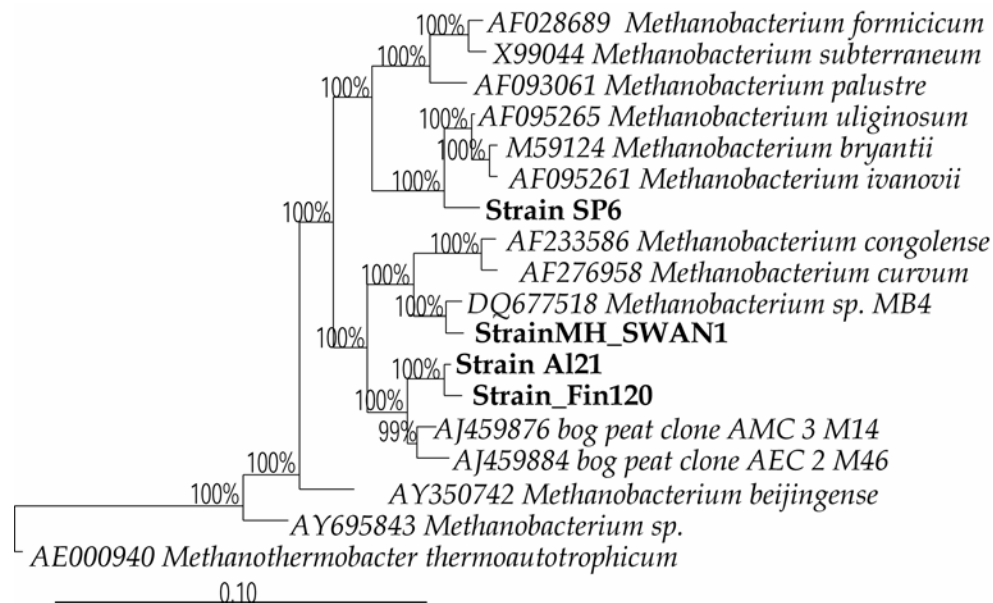 100% AF028689 Methanobacterium formicicum
X99044 Methanobacterium subterraneum
100%
100% AF093061 Methanobacterium palustre
100% AF095265 Methanobacterium uliginosum
100% M59124 Methanobacterium bryantii
AF095261 Methanobacterium ivanovii
100%
Strain SP6
100%
100% AF233586 Methanobacterium congolense
AF276958 Methanobacterium curvum
100%
100% DQ677518 Methanobacterium sp. MB4
StrainMH_SWAN1
100%
100% Strain Al21
Strain_Fin120
100%
99% AJ459876 bog peat clone AMC 3 M14
AJ459884 bog peat clone AEC 2 M46
100%
AY350742 Methanobacterium beijingense
100%
AY695843 Methanobacterium sp.
AE000940 Methanothermobacter thermoautotrophicum
0.10